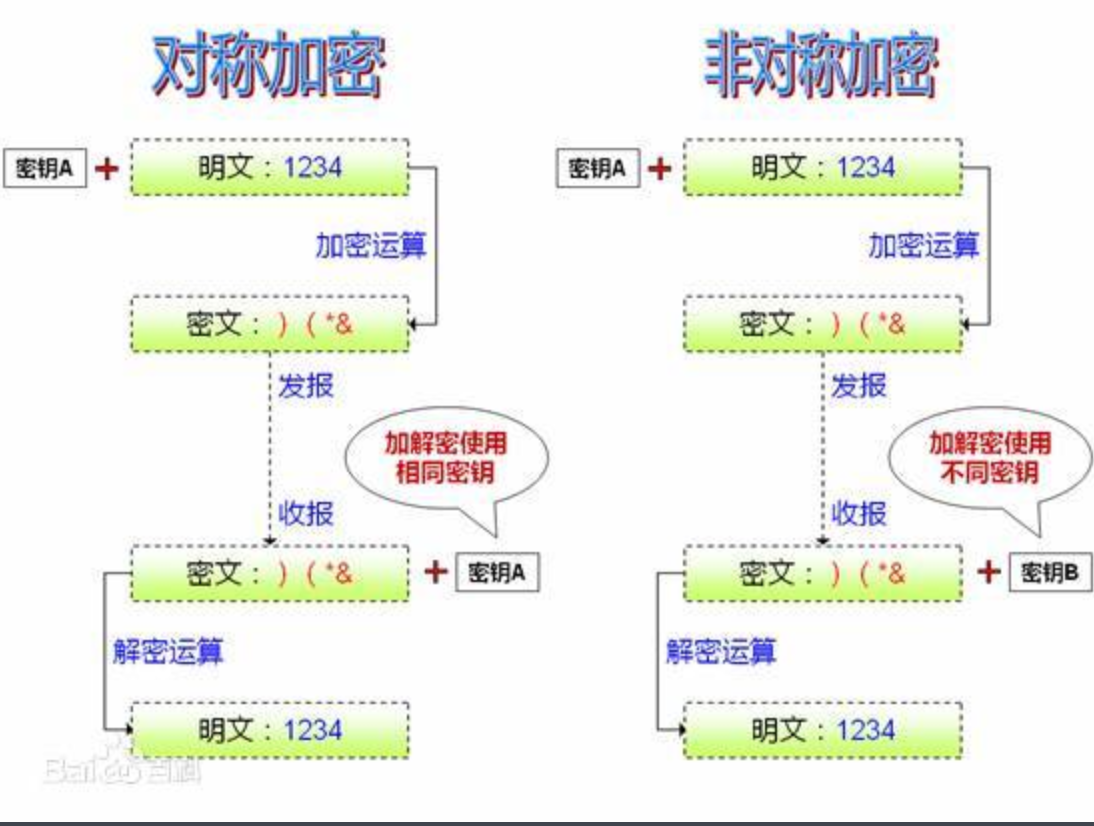 对称加密
密钥A + 明文：1234
加密运算
密文：）（*&
发报
加解密使用
相同密钥
收报
密文：）（*& + 密钥A
解密运算
明文：1234
非对称加密
密钥A + 明文：1234
加密运算
密文：）（*&
发报
加解密使用
不同密钥
收报
密文：）（*& + 密钥B
解密运算
明文：1234
Baidu百科